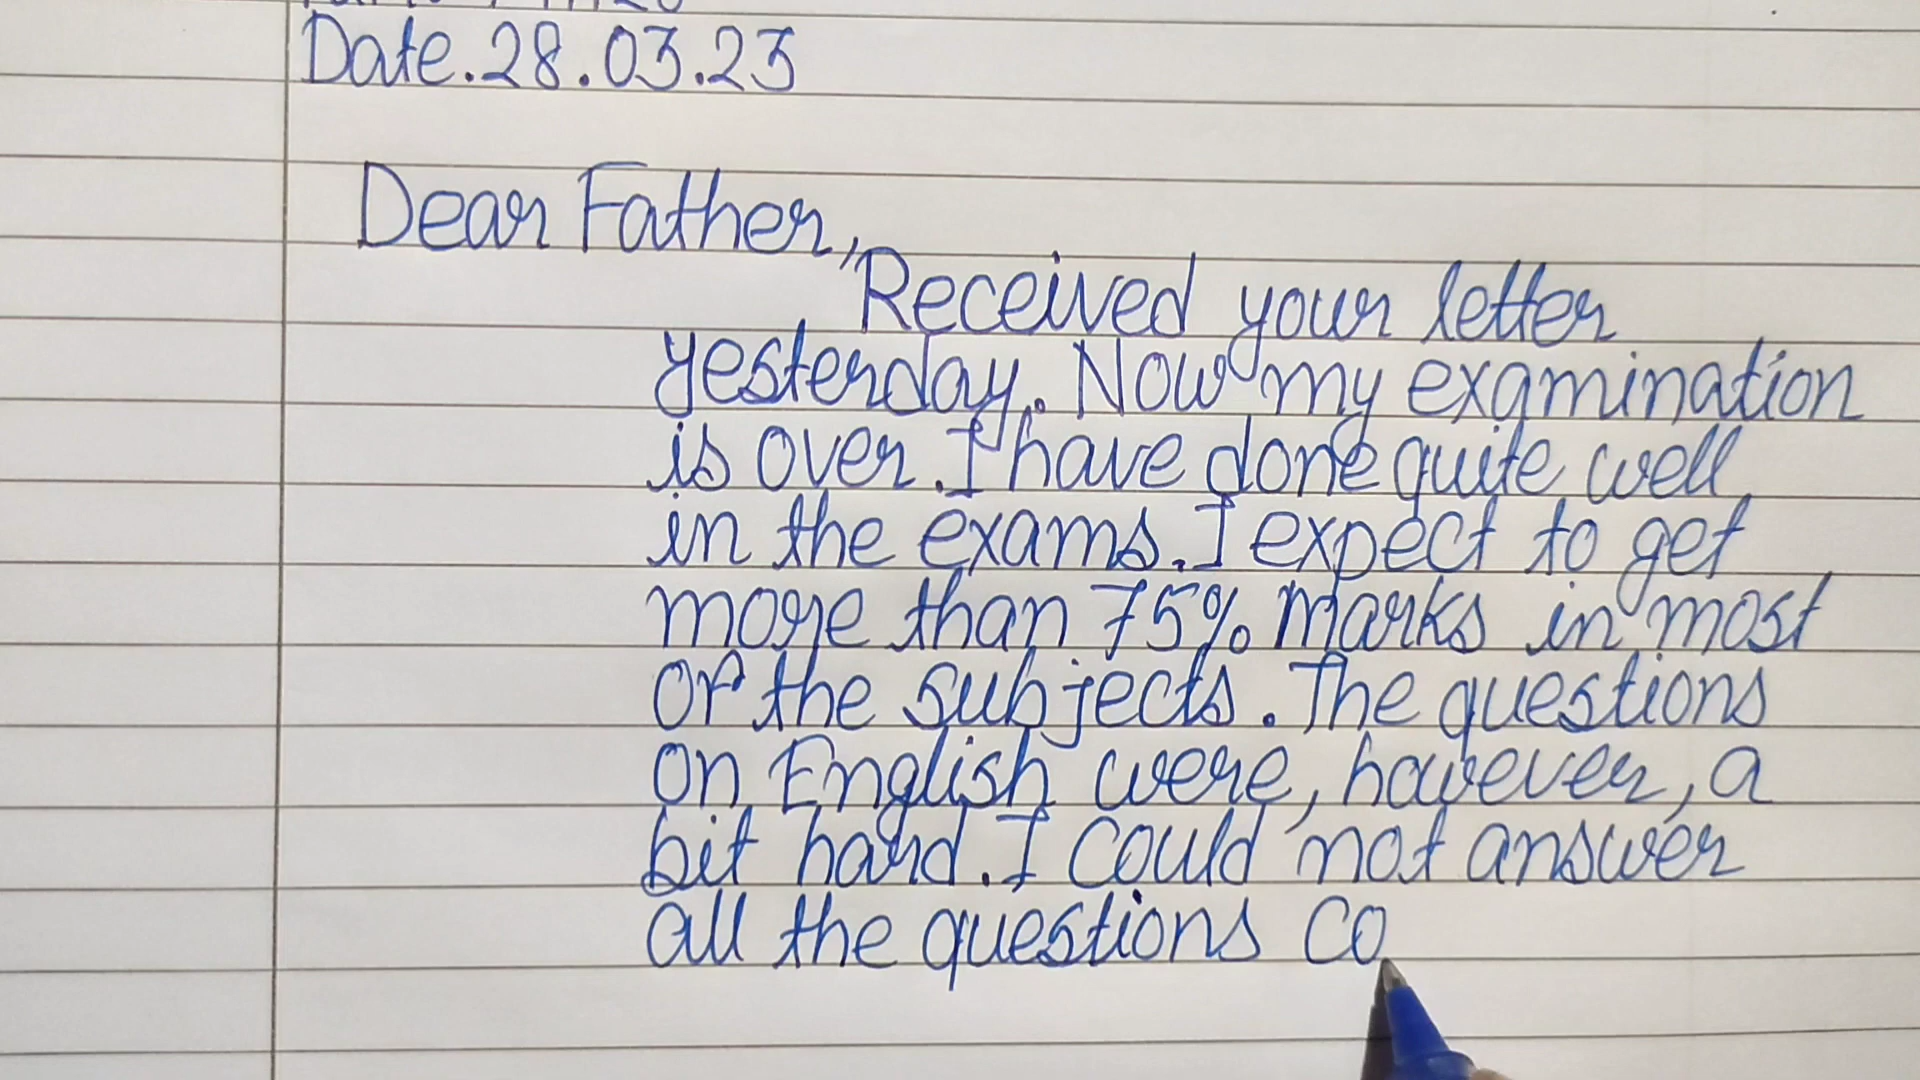 Date.28.03.23
Dear Father,
Received your letter
yesterday. Now my examination
is over. I have done quite well
in the exams. I expect to get
more than 75% marks in most
of the subjects. The questions
on English were, however, a
bit hard. I could not answer
all the questions co